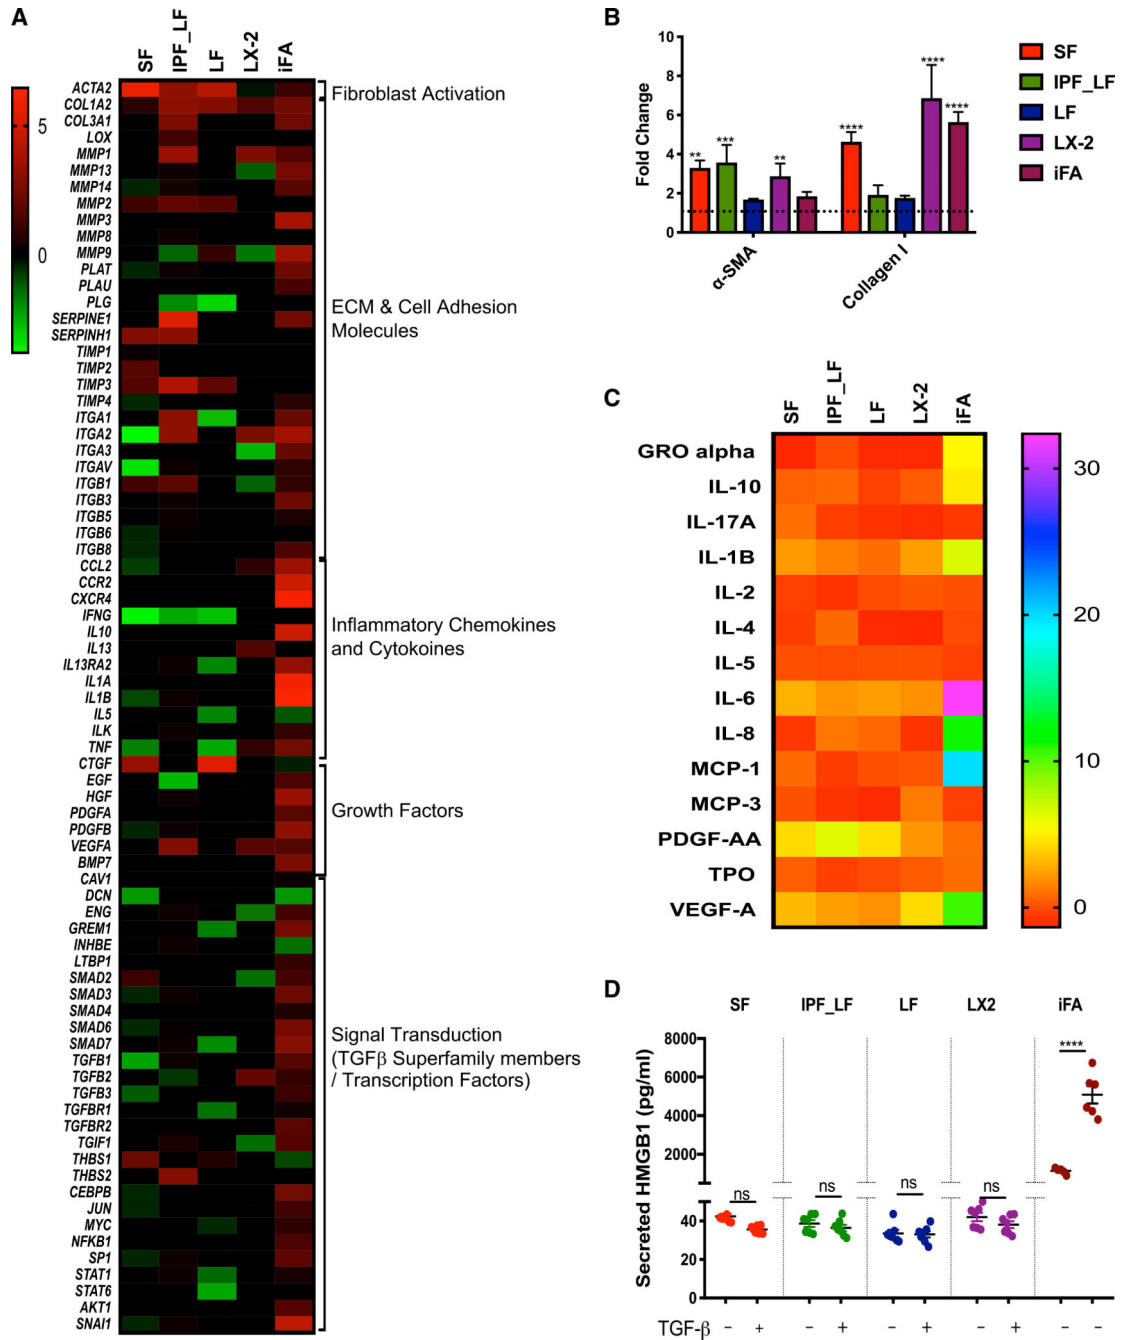 A
SF IPF_LF LF LX-2 iFA
5
0
ACTA2
COL1A2
COL3A1
LOX
MMP1
MMP13
MMP14
MMP2
MMP3
MMP8
MMP9
PLAT
PLAU
PLG
SERPINE1
SERPINH1
TIMP1
TIMP2
TIMP3
TIMP4
ITGA1
ITGA2
ITGA3
ITGAV
ITGB1
ITGB3
ITGB5
ITGB6
ITGB8
CCL2
CCR2
CXCR4
IFNG
IL10
IL13
IL13RA2
IL1A
IL1B
IL5
ILK
TNF
CTGF
EGF
HGF
PDGFA
PDGFB
VEGFA
BMP7
CAV1
DCN
ENG
GREM1
INHBE
LTBP1
SMAD2
SMAD3
SMAD4
SMAD6
SMAD7
TGFB1
TGFB2
TGFB3
TGFBR1
TGFBR2
TGIF1
THBS1
THBS2
CEBPB
JUN
MYC
NFKB1
SP1
STAT1
STAT6
AKT1
SNAI1
Fibroblast Activation
ECM & Cell Adhesion
Molecules
Inflammatory Chemokines
and Cytokoines
Growth Factors
Signal Transduction
(TGFβ Superfamily members
/ Transcription Factors)
B
Fold Change
10
8
6
4
2
0
** *** ** **** **** ****
α-SMA Collagen I
SF
IPF_LF
LF
LX-2
iFA
C
SF IPF_LF LF LX-2 iFA
GRO alpha
IL-10
IL-17A
IL-1B
IL-2
IL-4
IL-5
IL-6
IL-8
MCP-1
MCP-3
PDGF-AA
TPO
VEGF-A
30
20
10
0
D
SF IPF_LF LF LX2 iFA
Secreted HMGB1 (pg/ml)
8000
6000
4000
2000
40
20
0
ns ns ns ns ****
TGF-β − + − + − + − + − −